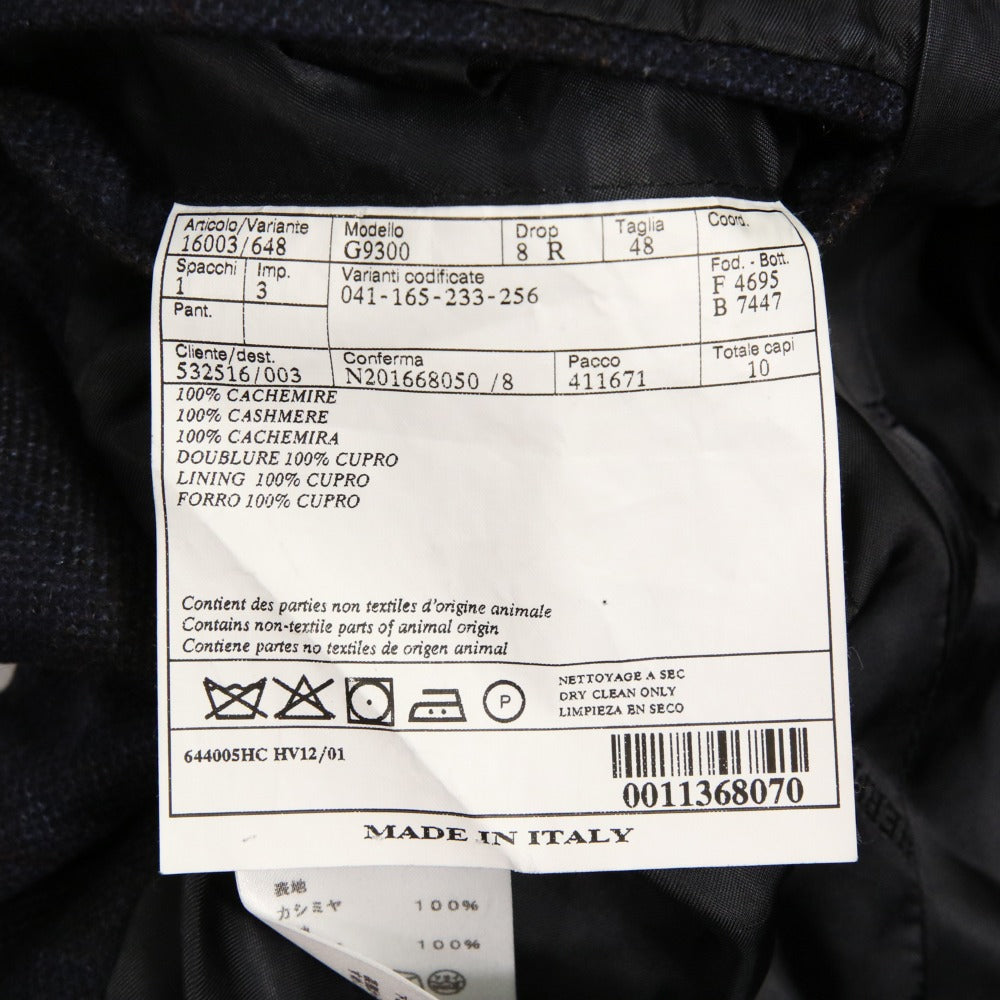 Articolo/Variante Modello Drop Taglia Coord.
16003/648 G9300 8 R 48
Spacchi Imp. Varianti codificate Fod. - Bott.
1 3 041-165-233-256 F 4695
B 7447
Pant.
Cliente/dest. Conferma Pacco Totale capi
532516/003 N201668050 /8 411671 10
100% CACHEMIRE
100% CASHMERE
100% CACHEMIRA
DOUBLURE 100% CUPRO
LINING 100% CUPRO
FORRO 100% CUPRO
Contient des parties non textiles d'origine animale
Contains non-textile parts of animal origin
Contiene partes no textiles de origen animal
P
NETTOYAGE A SEC
DRY CLEAN ONLY
LIMPIEZA EN SECO
644005HC HV12/01
0011368070
MADE IN ITALY
表地
カシミヤ 100%
100%